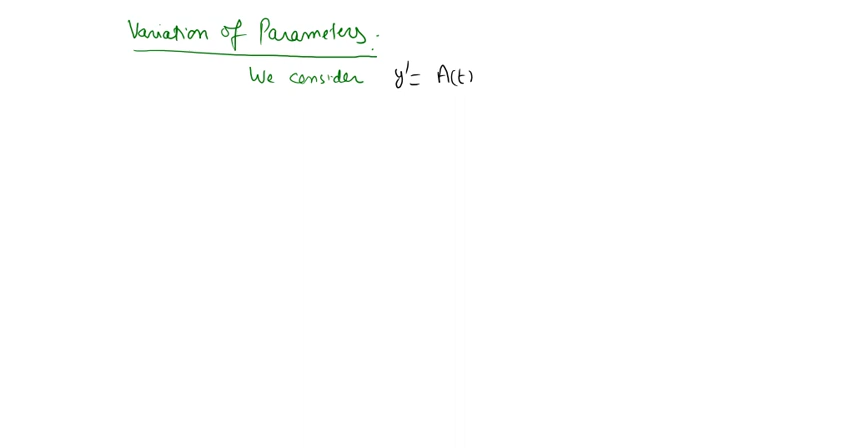 Variation of Parameters.
We consider y' = A(t)